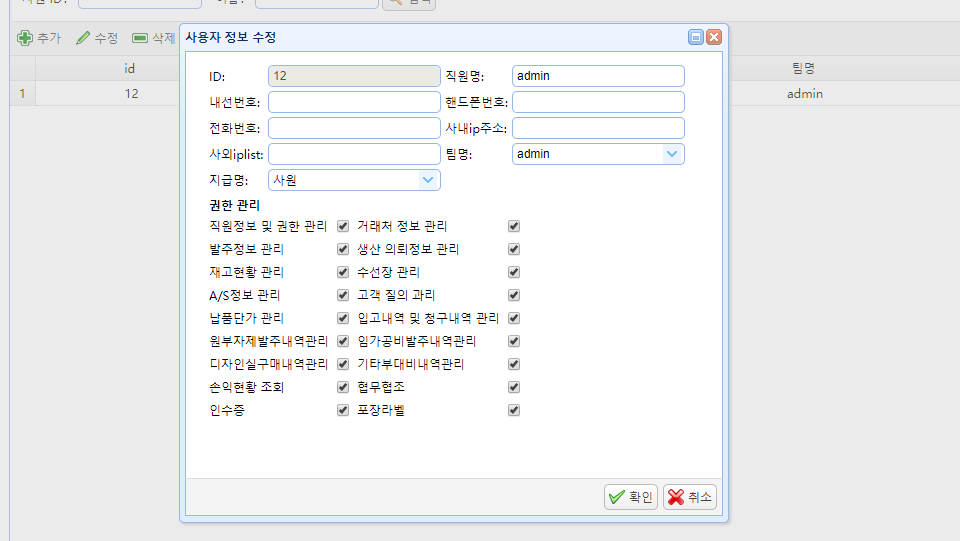 추가 수정 삭제
사용자 정보 수정
id 팀명
1 12 admin
ID: 12 직원명: admin
내선번호: 핸드폰번호:
전화번호: 사내ip주소:
사외iplist: 팀명: admin
지급명: 사원
권한 관리
직원정보 및 권한 관리 거래처 정보 관리
발주정보 관리 생산 의뢰정보 관리
재고현황 관리 수선장 관리
A/S정보 관리 고객 질의 과리
납품단가 관리 입고내역 및 청구내역 관리
원부자제발주내역관리 임가공비발주내역관리
디자인실구매내역관리 기타부대비내역관리
손익현황 조회 협무협조
인수증 포장라벨
확인 취소